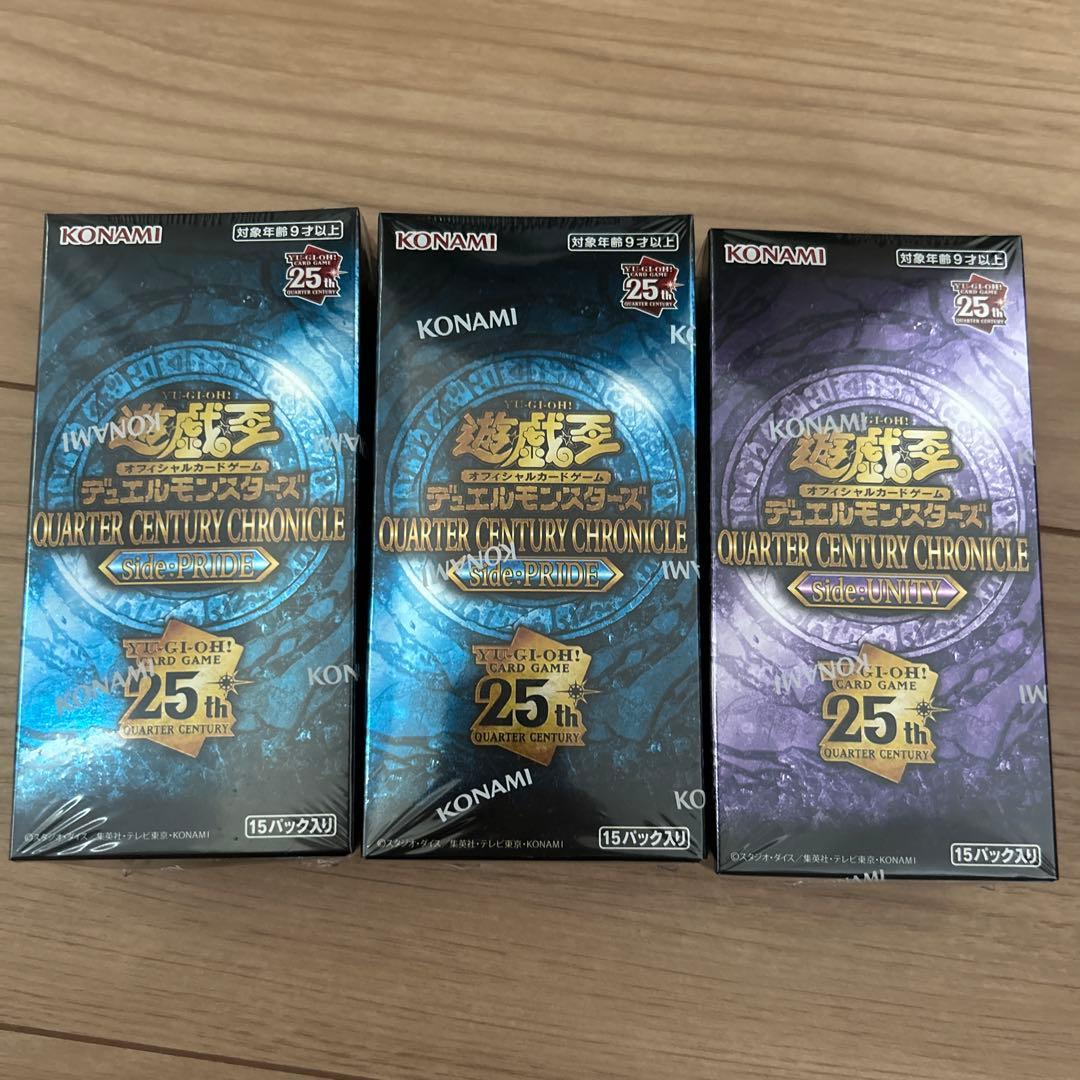 KONAMI
対象年齢9才以上
YU-GI-OH!
CARD GAME
25th
QUARTER CENTURY
YU-GI-OH!
遊戯王
オフィシャルカードゲーム
デュエルモンスターズ
QUARTER CENTURY CHRONICLE
side:PRIDE
YU-GI-OH!
CARD GAME
25th
QUARTER CENTURY
©スタジオ・ダイス/集英社・テレビ東京・KONAMI
15パック入り
KONAMI
KONAMI
KONAMI
対象年齢9才以上
YU-GI-OH!
CARD GAME
25th
QUARTER CENTURY
KONAMI
YU-GI-OH!
遊戯王
オフィシャルカードゲーム
デュエルモンスターズ
QUARTER CENTURY CHRONICLE
KONAMI
side:PRIDE
YU-GI-OH!
CARD GAME
25th
QUARTER CENTURY
KONAMI
©スタジオ・ダイス/集英社・テレビ東京・KONAMI
15パック入り
KONAMI
対象年齢9才以上
YU-GI-OH!
CARD GAME
25th
QUARTER CENTURY
KONAMI
YU-GI-OH!
遊戯王
オフィシャルカードゲーム
デュエルモンスターズ
QUARTER CENTURY CHRONICLE
side:UNITY
KONAMI
YU-GI-OH!
CARD GAME
25th
QUARTER CENTURY
©スタジオ・ダイス/集英社・テレビ東京・KONAMI
15パック入り